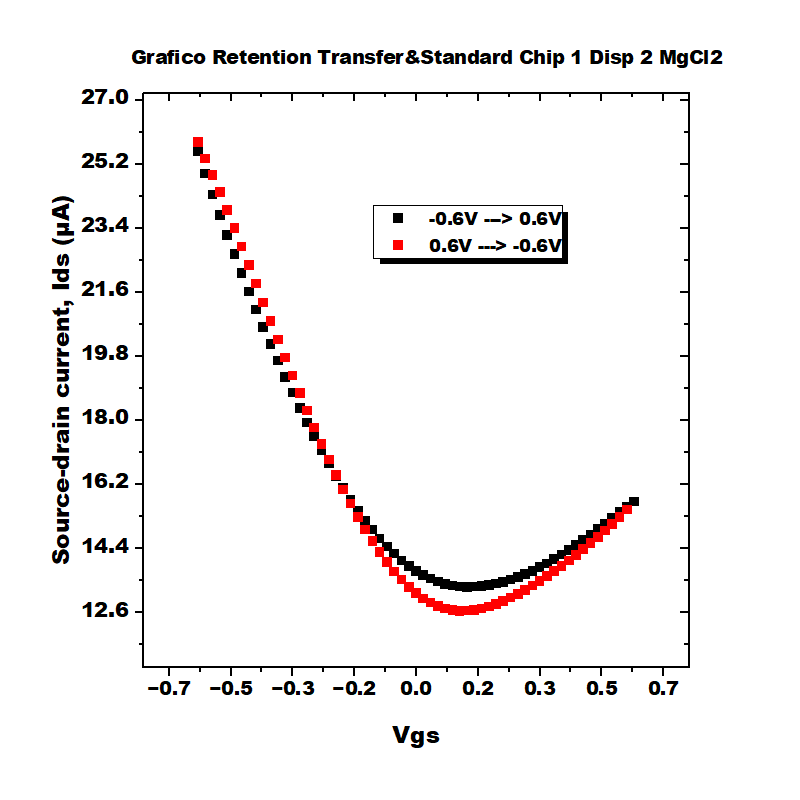 Grafico Retention Transfer&Standard Chip 1 Disp 2 MgCl2
27.0
25.2
23.4
21.6
19.8
18.0
16.2
14.4
12.6
Source-drain current, Ids (µA)
-0.6V ---> 0.6V
0.6V ---> -0.6V
−0.7 −0.5 −0.3 −0.2 0.0 0.2 0.3 0.5 0.7
Vgs